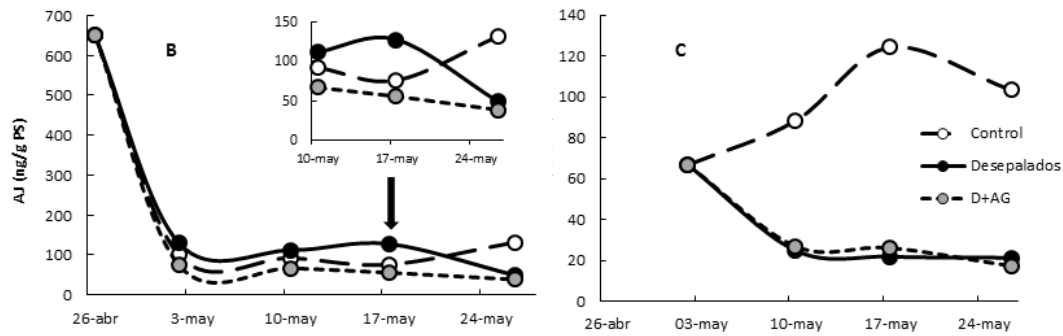 700
600
500
400
300
200
100
0
AJ (ng/g PS)
B
26-abr
3-may
10-may
17-may
24-may
150
100
50
0
10-may
17-may
24-may
140
120
100
80
60
40
20
0
C
Control
Desepalados
D+AG
26-abr
03-may
10-may
17-may
24-may